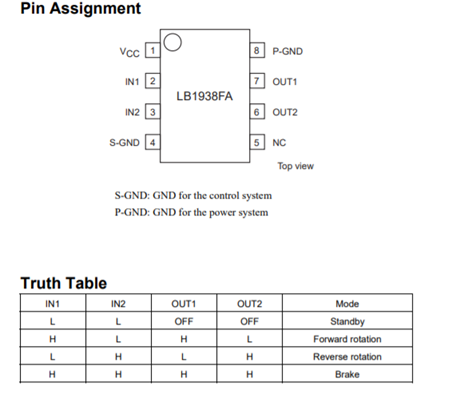 Pin Assignment
VCC 1 8 P-GND
IN1 2 7 OUT1
LB1938FA
IN2 3 6 OUT2
S-GND 4 5 NC
Top view
S-GND: GND for the control system
P-GND: GND for the power system
Truth Table
IN1 IN2 OUT1 OUT2 Mode
L L OFF OFF Standby
H L H L Forward rotation
L H L H Reverse rotation
H H H H Brake